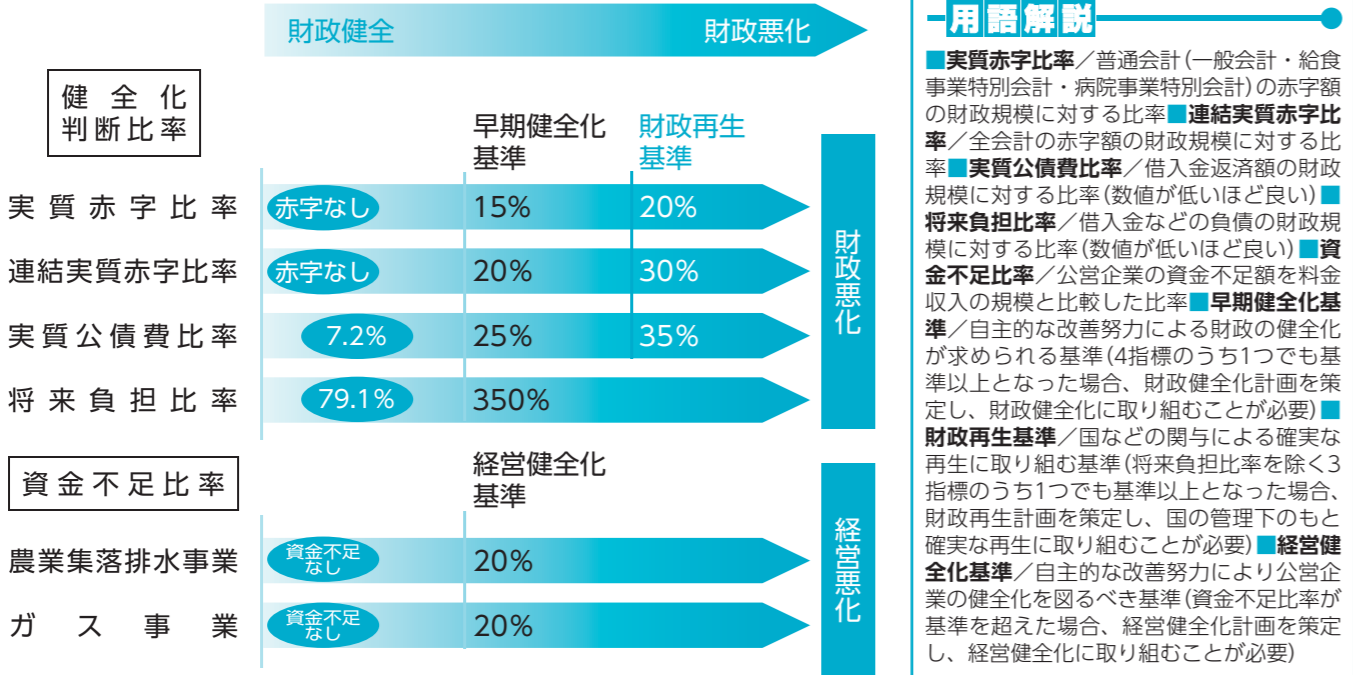 財政健全 財政悪化
健全化
判断比率
早期健全化
基準
財政再生
基準
実質赤字比率 赤字なし 15% 20%
連結実質赤字比率 赤字なし 20% 30%
実質公債費比率 7.2% 25% 35%
将来負担比率 79.1% 350%
財政悪化
資金不足比率
経営健全化
基準
農業集落排水事業 資金不足
なし 20%
ガス事業 資金不足
なし 20%
経営悪化
用語解説
■実質赤字比率／普通会計(一般会計・給食
事業特別会計・病院事業特別会計)の赤字額
の財政規模に対する比率■連結実質赤字比
率／全会計の赤字額の財政規模に対する比
率■実質公債費比率／借入金返済額の財政
規模に対する比率(数値が低いほど良い)■
将来負担比率／借入金などの負債の財政規
模に対する比率(数値が低いほど良い)■資
金不足比率／公営企業の資金不足額を料金
収入の規模と比較した比率■早期健全化基
準／自主的な改善努力による財政の健全化
が求められる基準(4指標のうち1つでも基
準以上となった場合、財政健全化計画を策
定し、財政健全化に取り組むことが必要)■
財政再生基準／国などの関与による確実な
再生に取り組む基準(将来負担比率を除く3
指標のうち1つでも基準以上となった場合、
財政再生計画を策定し、国の管理下のもと
確実な再生に取り組むことが必要)■経営健
全化基準／自主的な改善努力により公営企
業の健全化を図るべき基準(資金不足比率が
基準を超えた場合、経営健全化計画を策定
し、経営健全化に取り組むことが必要)